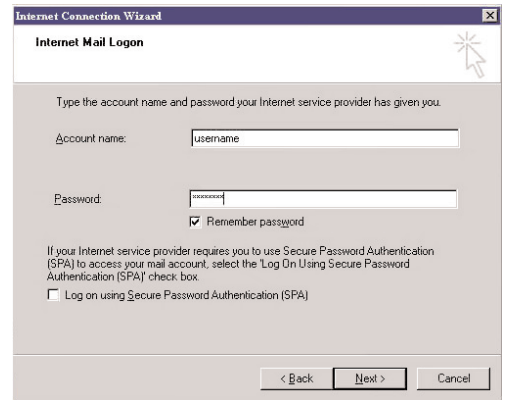 Internet Connection Wizard
Internet Mail Logon
Type the account name and password your Internet service provider has given you.
Account name:
username
Password:
xxxxxxxx
Remember password
If your Internet service provider requires you to use Secure Password Authentication
(SPA) to access your mail account, select the 'Log On Using Secure Password
Authentication (SPA)' check box.
Log on using Secure Password Authentication (SPA)
< Back
Next >
Cancel